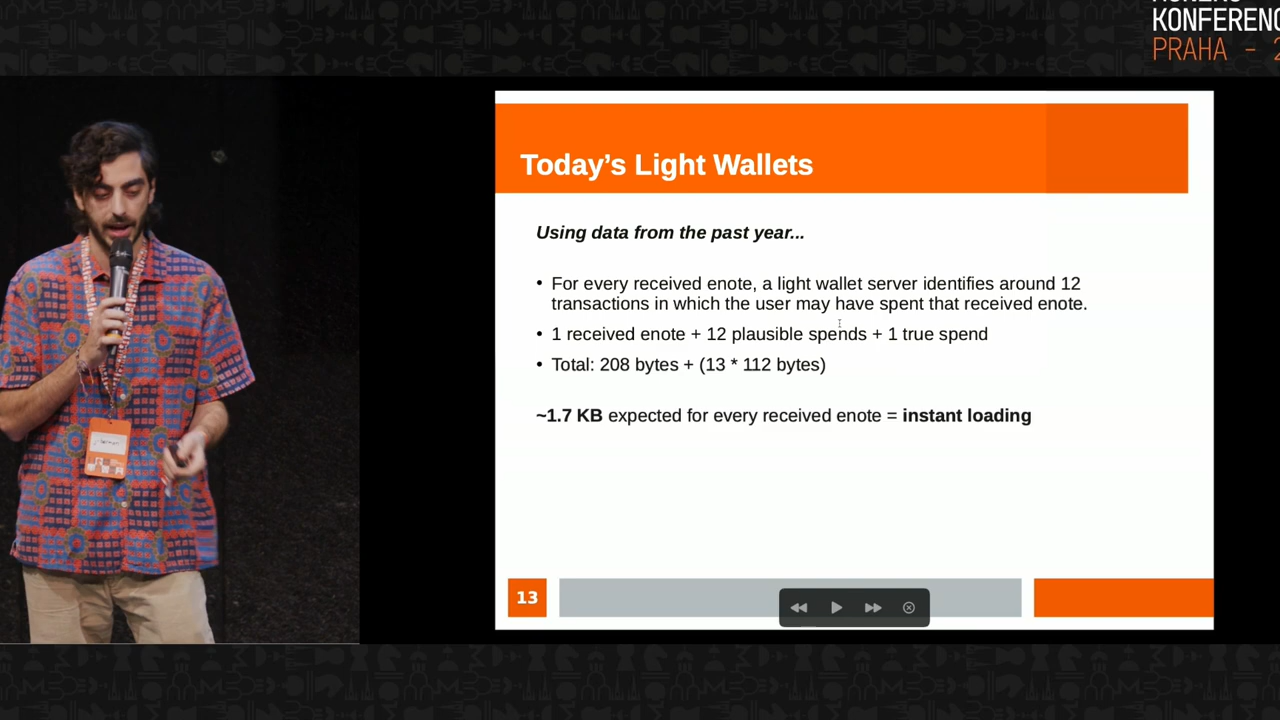 KONFERENC
PRAHA - 2
Today's Light Wallets
Using data from the past year...
• For every received enote, a light wallet server identifies around 12
transactions in which the user may have spent that received enote.
• 1 received enote + 12 plausible spends + 1 true spend
• Total: 208 bytes + (13 * 112 bytes)
~1.7 KB expected for every received enote = instant loading
13